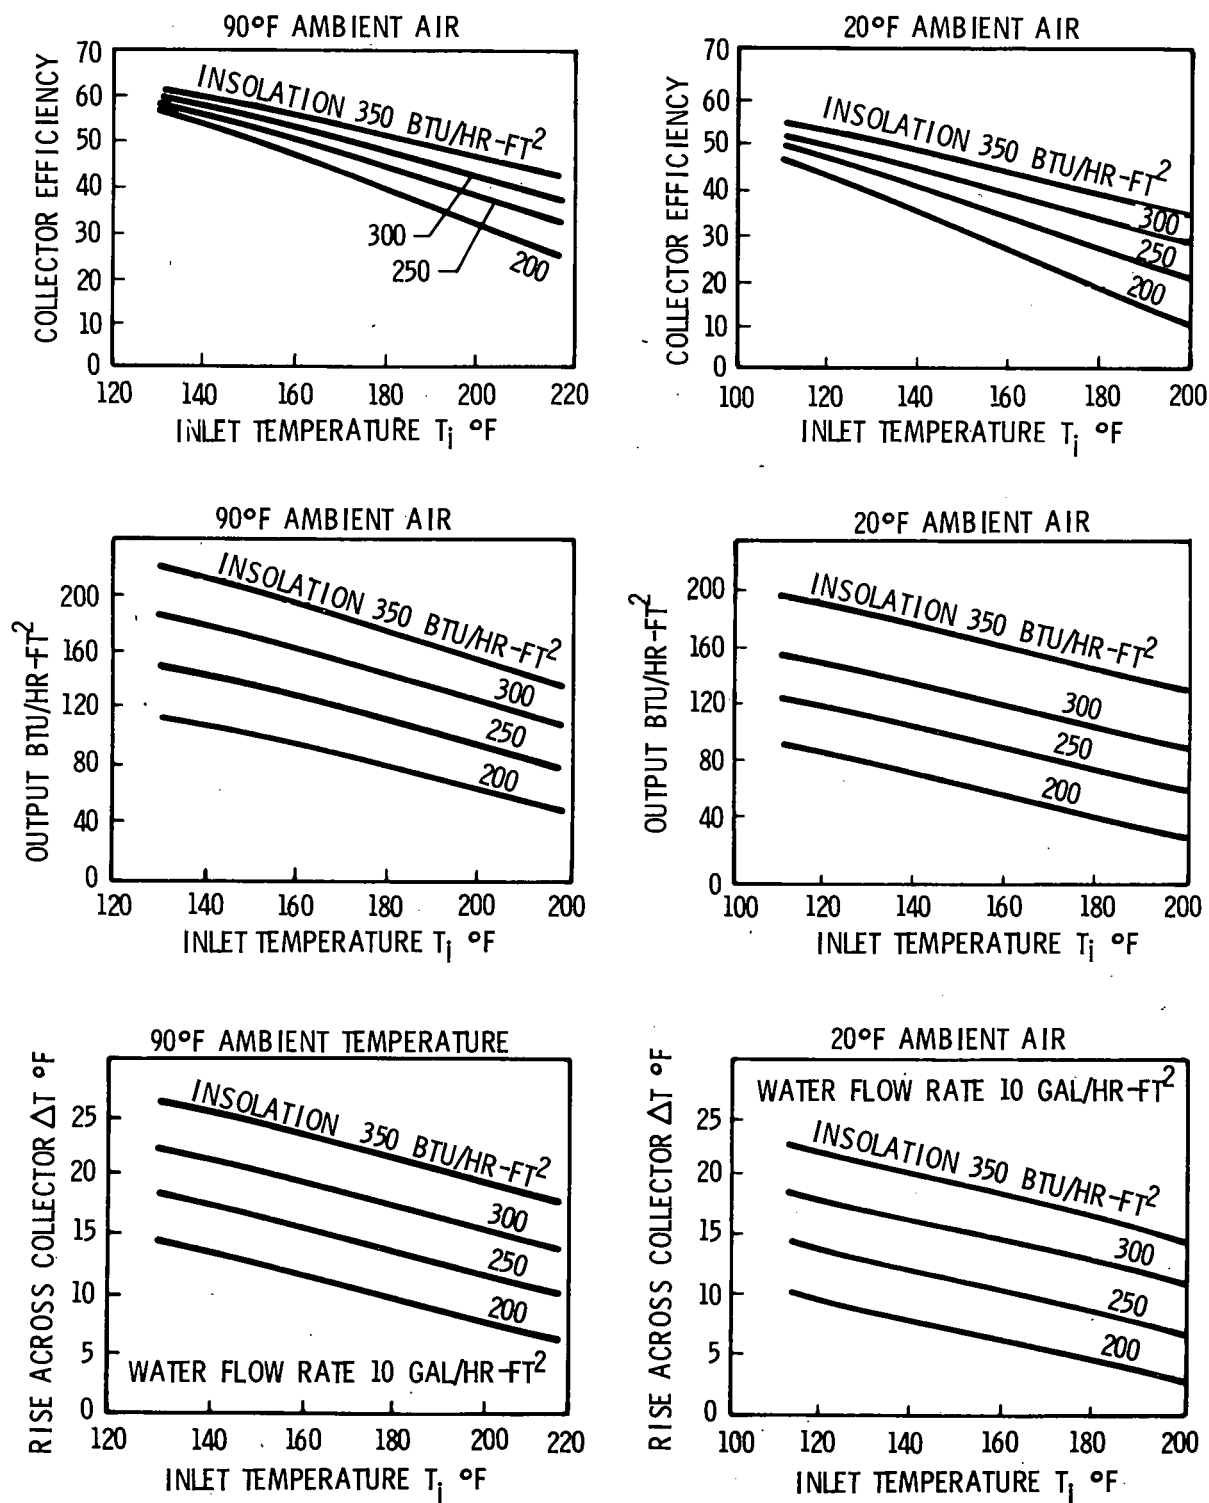 90°F AMBIENT AIR
COLLECTOR EFFICIENCY
70
60
50
40
30
20
10
0
INSOLATION 350 BTU/HR-FT²
300
250
200
120 140 160 180 200 220
INLET TEMPERATURE Ti °F
20°F AMBIENT AIR
COLLECTOR EFFICIENCY
70
60
50
40
30
20
10
0
INSOLATION 350 BTU/HR-FT²
300
250
200
100 120 140 160 180 200
INLET TEMPERATURE Ti °F
90°F AMBIENT AIR
OUTPUT BTU/HR-FT²
200
160
120
80
40
0
INSOLATION 350 BTU/HR-FT²
300
250
200
120 140 160 180 200 200
INLET TEMPERATURE Ti °F
20°F AMBIENT AIR
OUTPUT BTU/HR-FT²
200
160
120
80
40
0
INSOLATION 350 BTU/HR-FT²
300
250
200
100 120 140 160 180 200
INLET TEMPERATURE Ti °F
90°F AMBIENT TEMPERATURE
RISE ACROSS COLLECTOR ΔT °F
25
20
15
10
5
0
INSOLATION 350 BTU/HR-FT²
300
250
200
WATER FLOW RATE 10 GAL/HR-FT²
120 140 160 180 200 220
INLET TEMPERATURE Ti °F
20°F AMBIENT AIR
RISE ACROSS COLLECTOR ΔT °F
WATER FLOW RATE 10 GAL/HR-FT²
25
20
15
10
5
0
INSOLATION 350 BTU/HR-FT²
300
250
200
100 120 140 160 180 200
INLET TEMPERATURE Ti °F